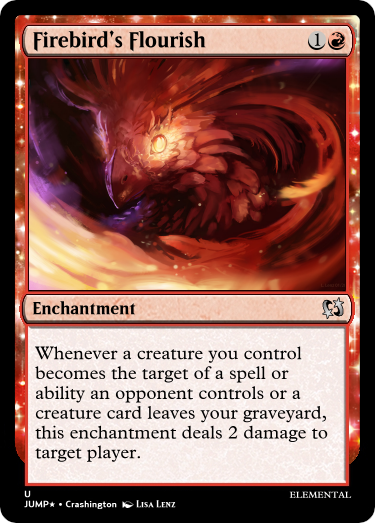 Firebird's Flourish 1
Enchantment
Whenever a creature you control
becomes the target of a spell or
ability an opponent controls or a
creature card leaves your graveyard,
this enchantment deals 2 damage to
target player.
U
ELEMENTAL
JUMP★ • Crashington Lisa Lenz